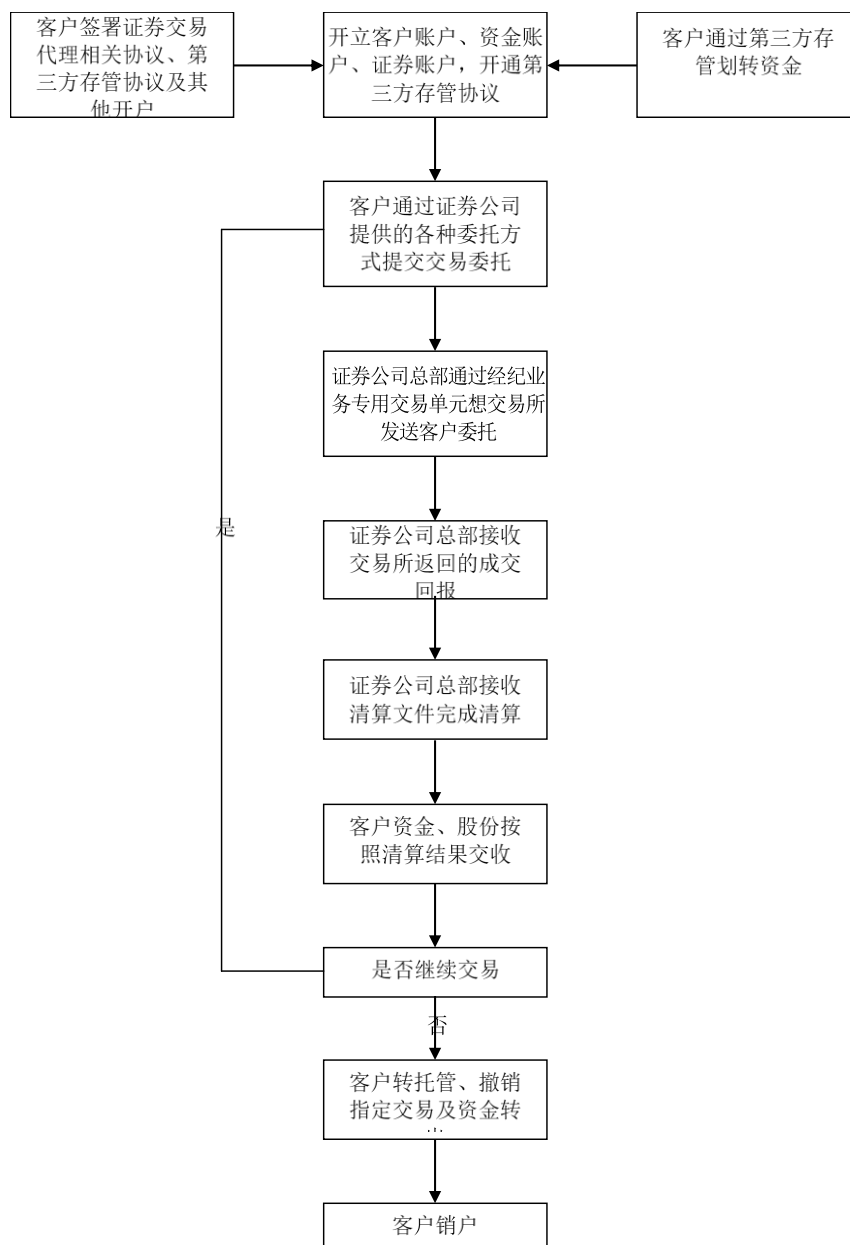 客户签署证券交易
代理相关协议、第
三方存管协议及其
他开户
开立客户账户、资金账
户、证券账户，开通第
三方存管协议
客户通过第三方存
管划转资金
客户通过证券公司
提供的各种委托方
式提交交易委托
证券公司总部通过经纪业
务专用交易单元想交易所
发送客户委托
是
证券公司总部接收
交易所返回的成交
回报
证券公司总部接收
清算文件完成清算
客户资金、股份按
照清算结果交收
是否继续交易
否
客户转托管、撤销
指定交易及资金转
客户销户